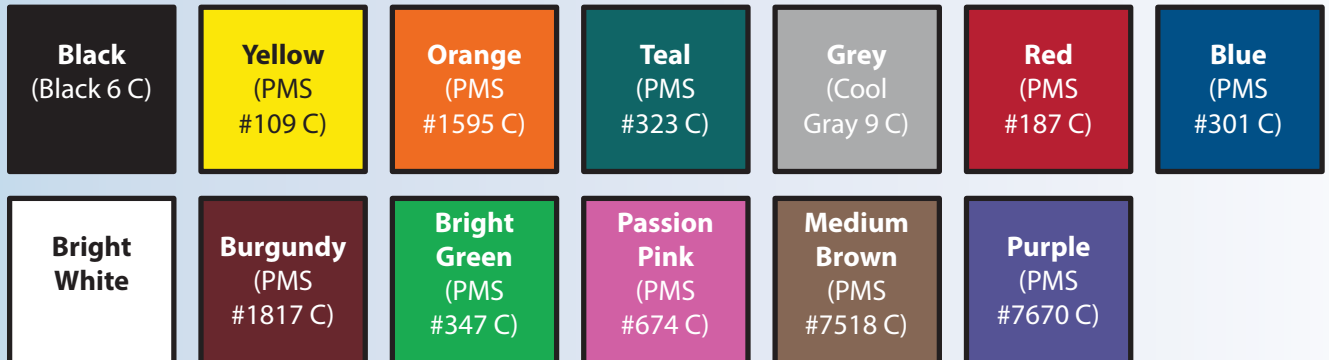 Black
(Black 6 C)
Yellow
(PMS
#109 C)
Orange
(PMS
#1595 C)
Teal
(PMS
#323 C)
Grey
(Cool
Gray 9 C)
Red
(PMS
#187 C)
Blue
(PMS
#301 C)
Bright
White
Burgundy
(PMS
#1817 C)
Bright
Green
(PMS
#347 C)
Passion
Pink
(PMS
#674 C)
Medium
Brown
(PMS
#7518 C)
Purple
(PMS
#7670 C)